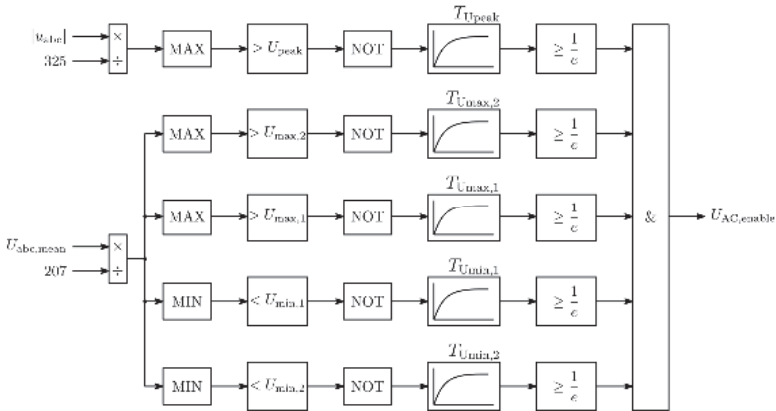 T_Upeak
|u_abc| × MAX > U_peak NOT ≥ 1/e
325 ÷
T_Umax,2
MAX > U_max,2 NOT ≥ 1/e
T_Umax,1
MAX > U_max,1 NOT ≥ 1/e & U_AC,enable
U_abc,mean ×
207 ÷
T_Umin,1
MIN < U_min,1 NOT ≥ 1/e
T_Umin,2
MIN < U_min,2 NOT ≥ 1/e